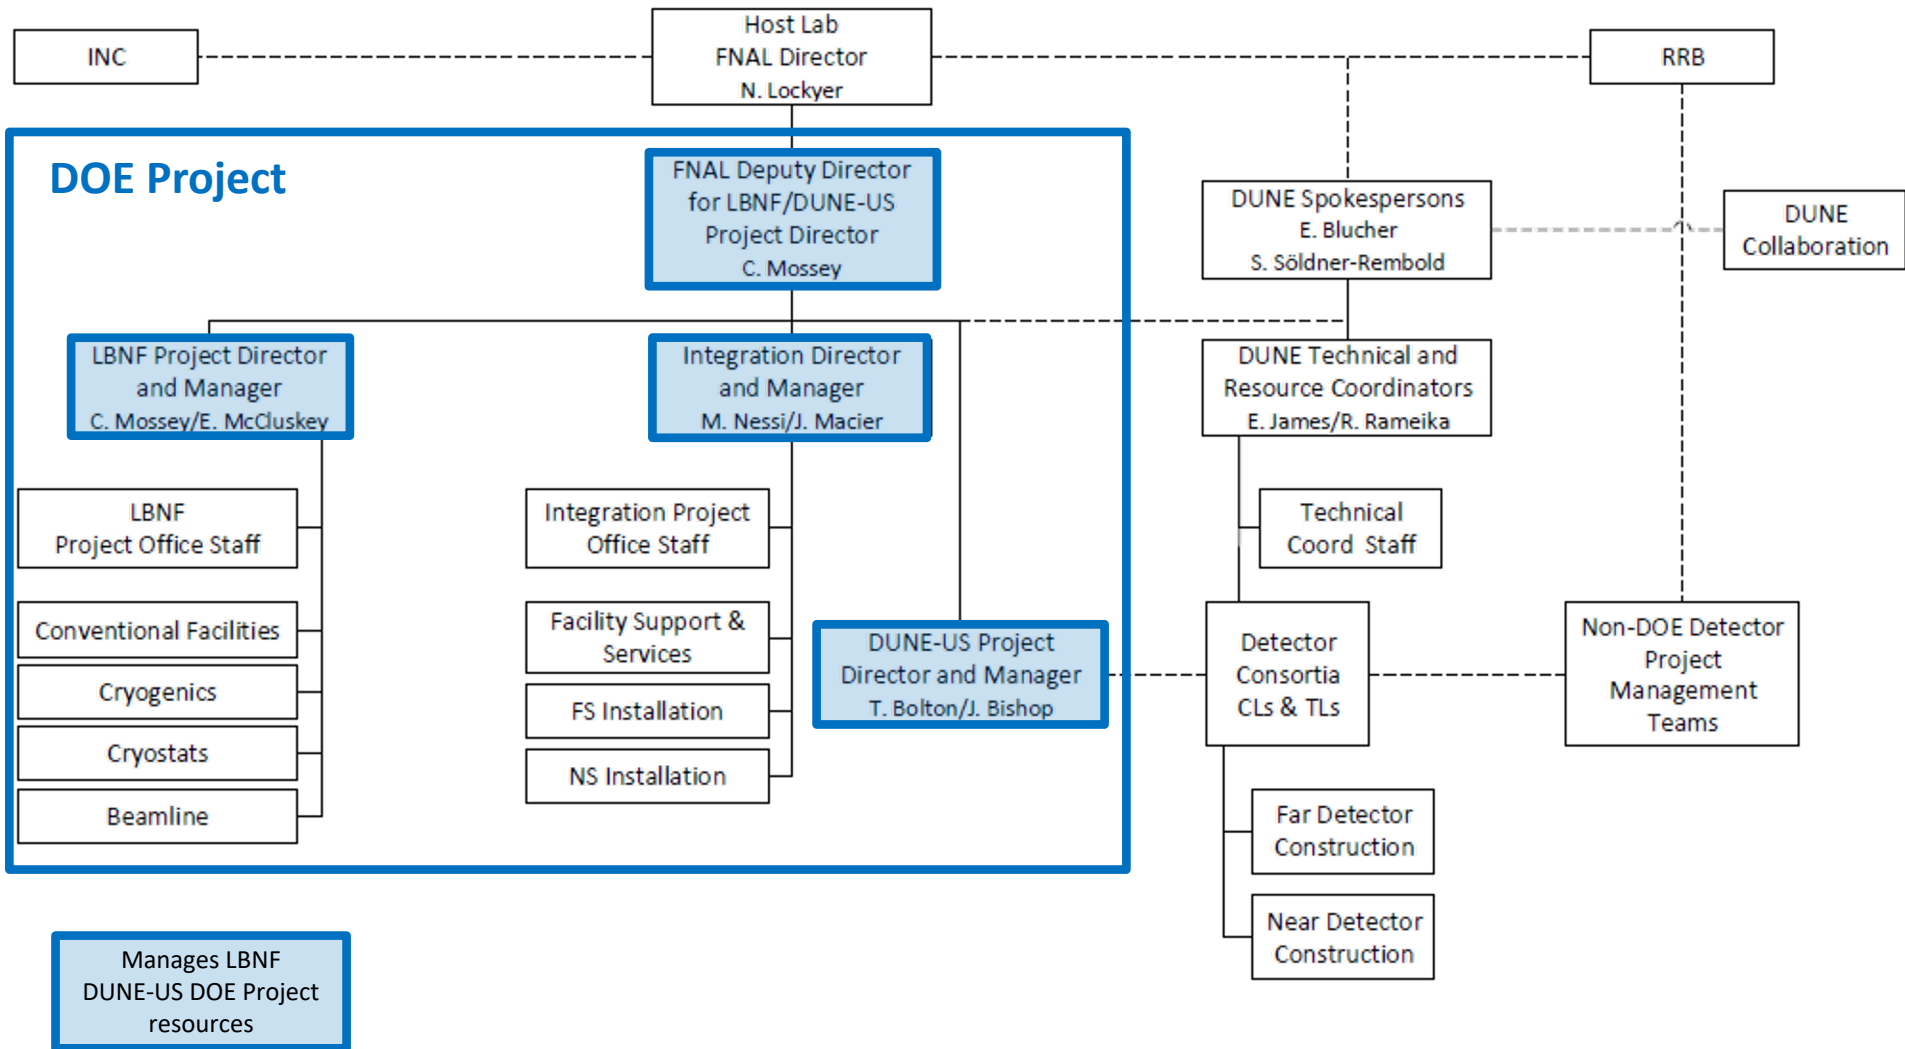 INC
Host Lab
FNAL Director
N. Lockyer
RRB
DOE Project
FNAL Deputy Director
for LBNF/DUNE-US
Project Director
C. Mossey
DUNE Spokespersons
E. Blucher
S. Söldner-Rembold
DUNE
Collaboration
LBNF Project Director
and Manager
C. Mossey/E. McCluskey
Integration Director
and Manager
M. Nessi/J. Macier
DUNE Technical and
Resource Coordinators
E. James/R. Rameika
LBNF
Project Office Staff
Integration Project
Office Staff
Technical
Coord Staff
Conventional Facilities
Cryogenics
Cryostats
Beamline
Facility Support &
Services
FS Installation
NS Installation
DUNE-US Project
Director and Manager
T. Bolton/J. Bishop
Detector
Consortia
CLs & TLs
Non-DOE Detector
Project
Management
Teams
Far Detector
Construction
Near Detector
Construction
Manages LBNF
DUNE-US DOE Project
resources